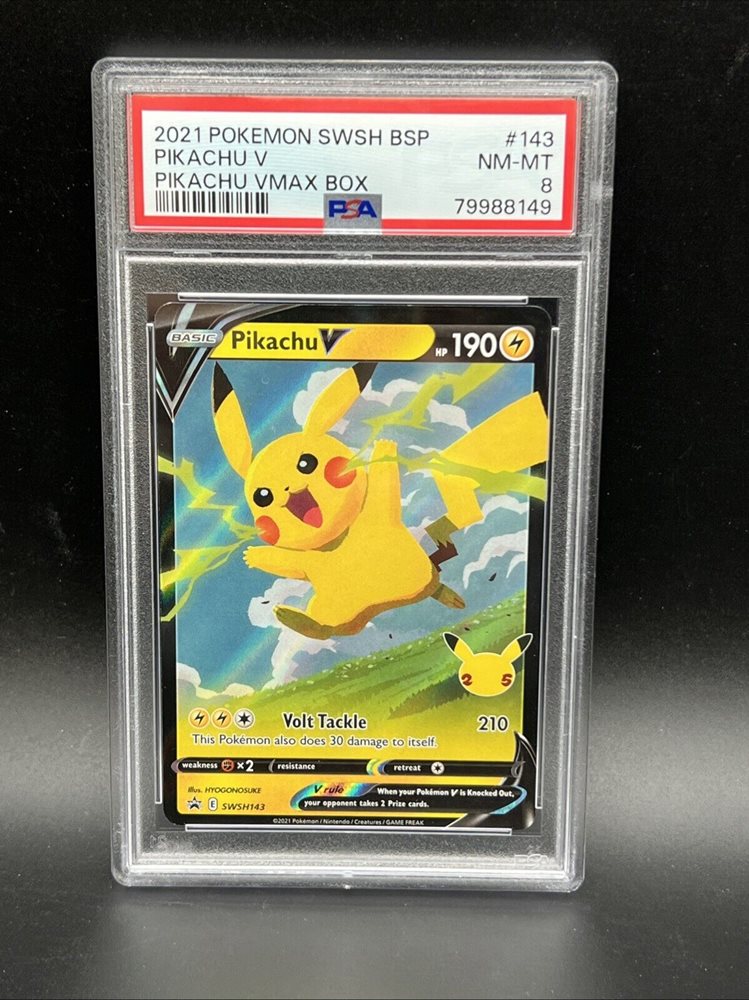 2021 POKEMON SWSH BSP #143
PIKACHU V NM-MT
PIKACHU VMAX BOX 8
PSA 79988149
BASIC Pikachu V HP 190
25
Volt Tackle 210
This Pokémon also does 30 damage to itself.
weakness ×2 resistance retreat
Illus. HYOGONOSUKE
V rule When your Pokémon V is Knocked Out,
your opponent takes 2 Prize cards.
E SWSH143
©2021 Pokémon / Nintendo / Creatures / GAME FREAK